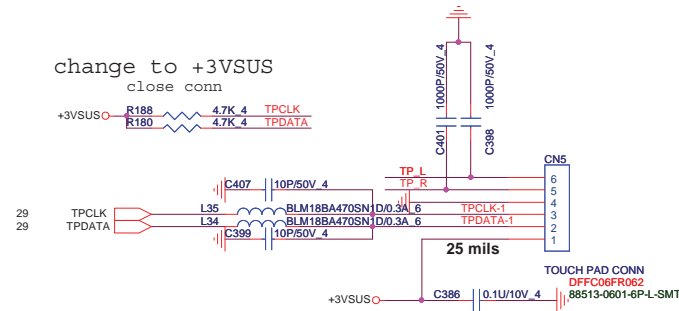 change to +3VSUS
close conn
+3VSUS
R188 4.7K_4 TPCLK
R180 4.7K_4 TPDATA
1000P/50V_4
1000P/50V_4
C401
C398
CN5
TP_L 6
TP_R 5
4
C407 10P/50V_4
29 TPCLK L35 BLM18BA470SN1D/0.3A_6 TPCLK-1 3
29 TPDATA L34 BLM18BA470SN1D/0.3A_6 TPDATA-1 2
C399 10P/50V_4
25 mils 1
TOUCH PAD CONN
DFFC06FR062
88513-0601-6P-L-SMT
+3VSUS C386 0.1U/10V_4